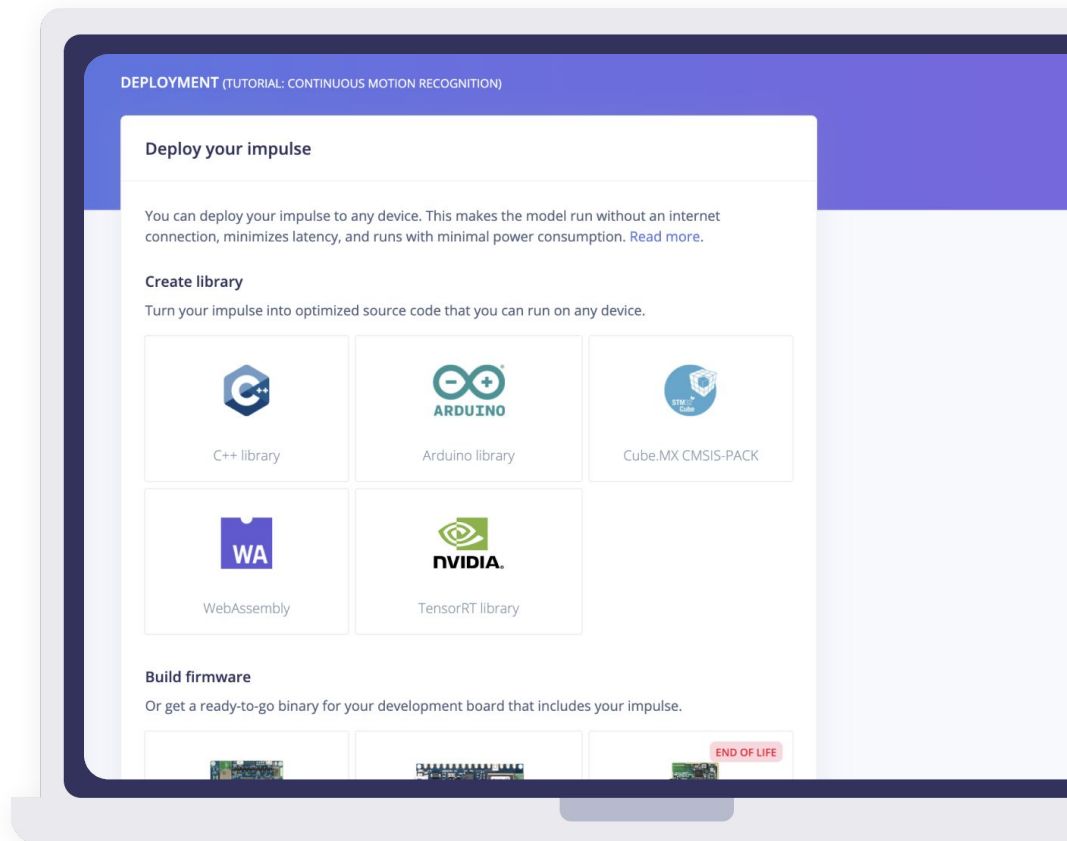 DEPLOYMENT (TUTORIAL: CONTINUOUS MOTION RECOGNITION)
Deploy your impulse
You can deploy your impulse to any device. This makes the model run without an internet
connection, minimizes latency, and runs with minimal power consumption. Read more.
Create library
Turn your impulse into optimized source code that you can run on any device.
C++
ARDUINO
STM32
Cube
C++ library
Arduino library
Cube.MX CMSIS-PACK
WA
NVIDIA.
WebAssembly
TensorRT library
Build firmware
Or get a ready-to-go binary for your development board that includes your impulse.
END OF LIFE